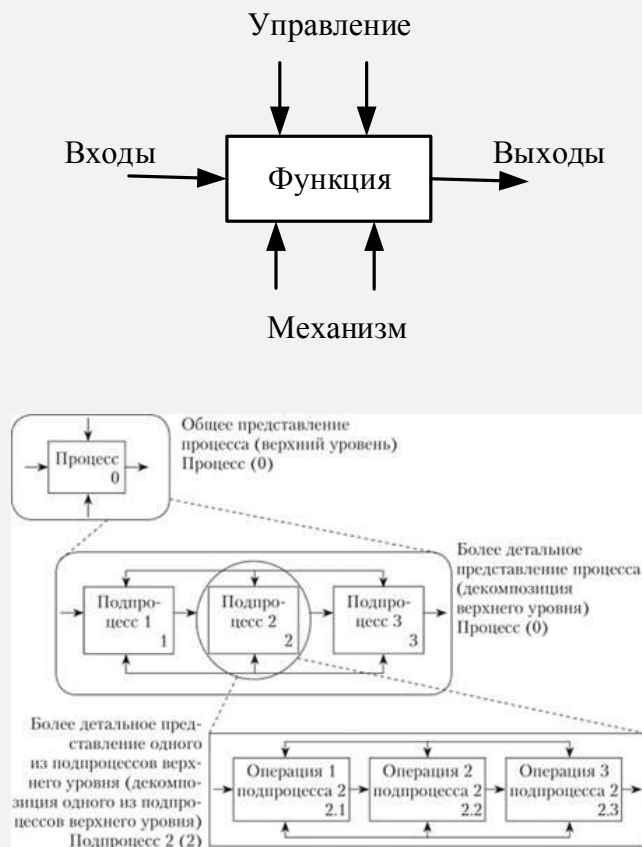 Управление
Входы
Выходы
Функция
Механизм
Общее представление
процесса (верхний уровень)
Процесс (0)
Процесс
0
Более детальное
представление процесса
(декомпозиция
верхнего уровня)
Процесс (0)
Подпро-
цесс 1
1
Подпро-
цесс 2
2
Подпро-
цесс 3
3
Более детальное пред-
ставление одного
из подпроцессов верх-
него уровня (декомпо-
зиция одного из подпро-
цессов верхнего уровня)
Подпроцесс 2 (2)
Операция 1
подпроцесса 2
2.1
Операция 2
подпроцесса 2
2.2
Операция 3
подпроцесса 2
2.3